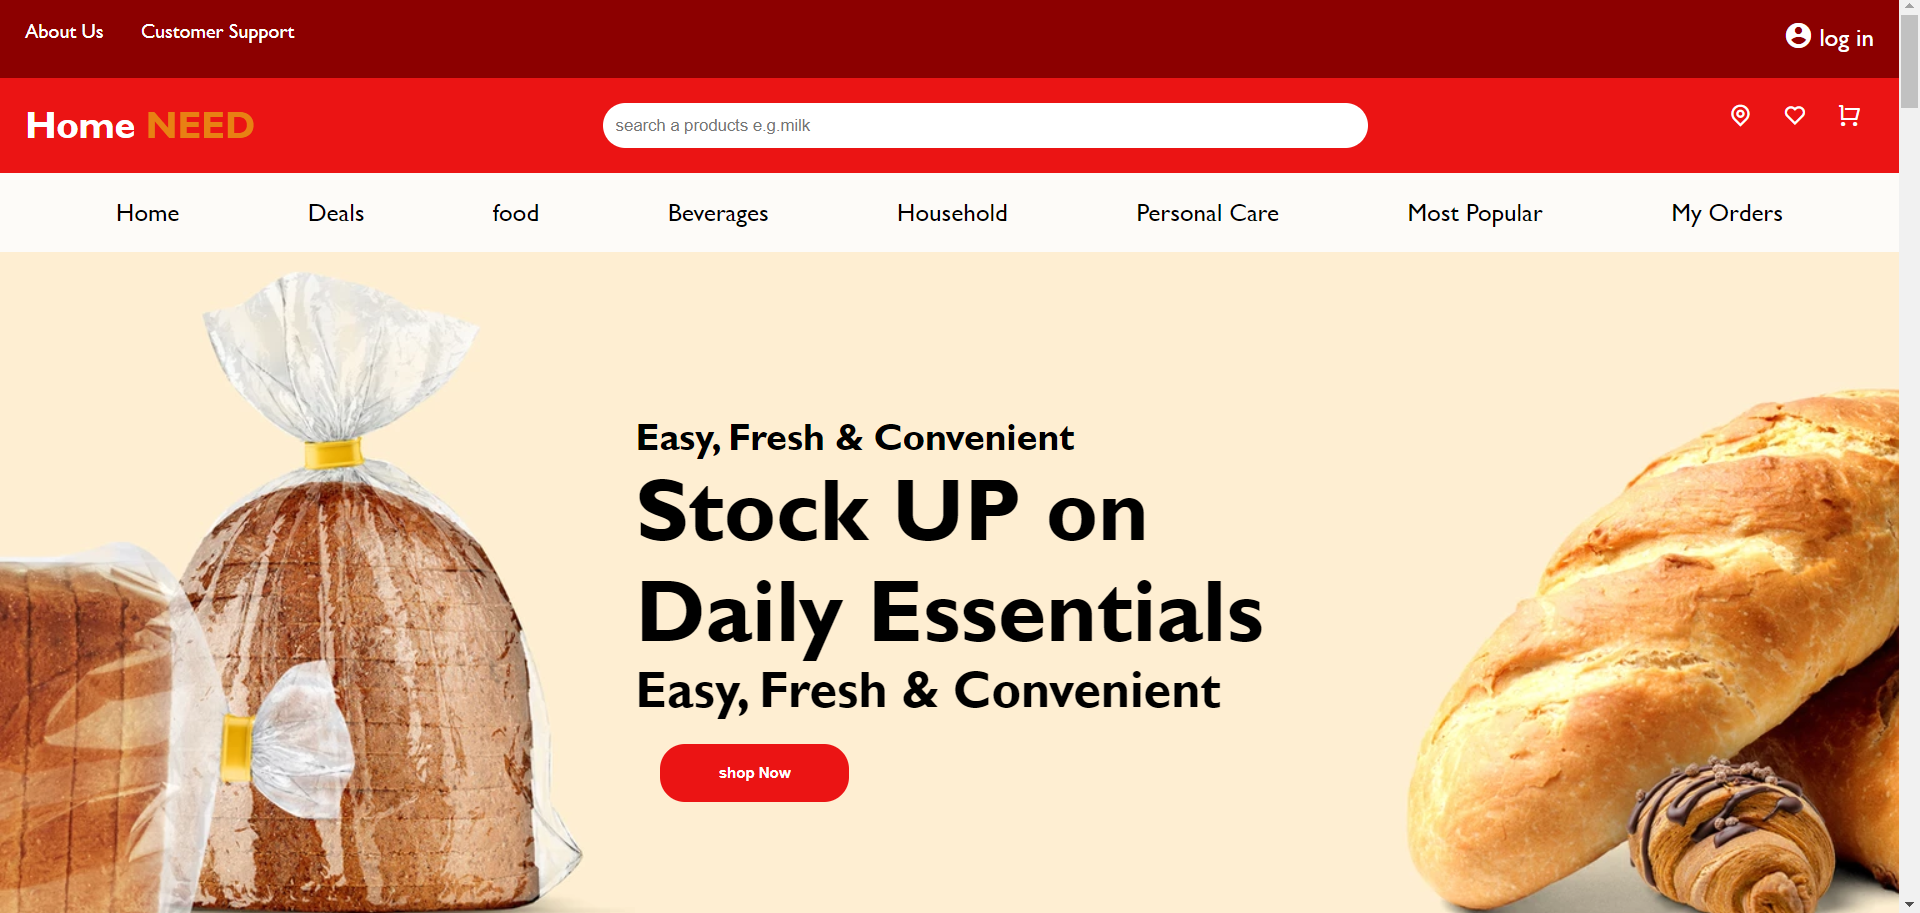 About Us Customer Support log in
Home NEED search a products e.g.milk
Home Deals food Beverages Household Personal Care Most Popular My Orders
Easy, Fresh & Convenient
Stock UP on
Daily Essentials
Easy, Fresh & Convenient
shop Now